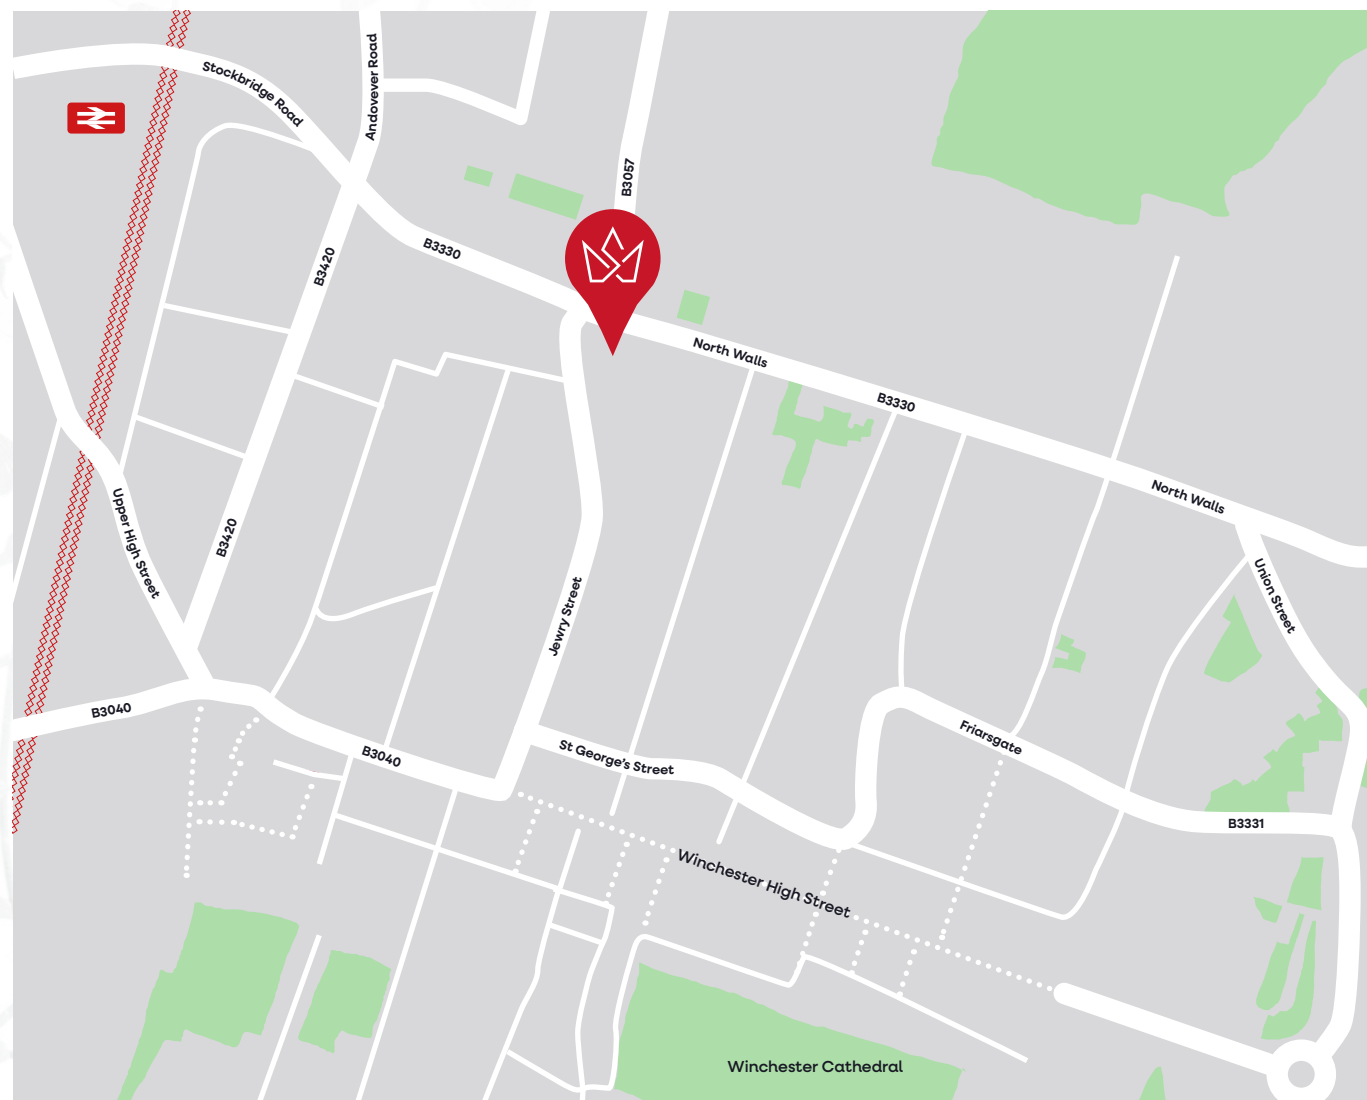 Stockbridge Road
Andovever Road
B3057
B3330
B3420
North Walls
B3330
North Walls
Upper High Street
B3420
Jewry Street
Union Street
B3040
B3040
St George's Street
Friarsgate
B3331
Winchester High Street
Winchester Cathedral